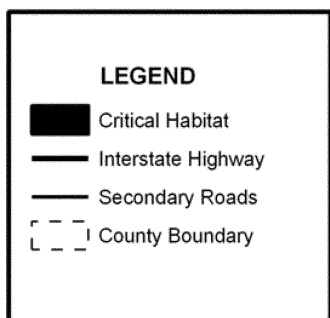 LEGEND
Critical Habitat
Interstate Highway
Secondary Roads
County Boundary